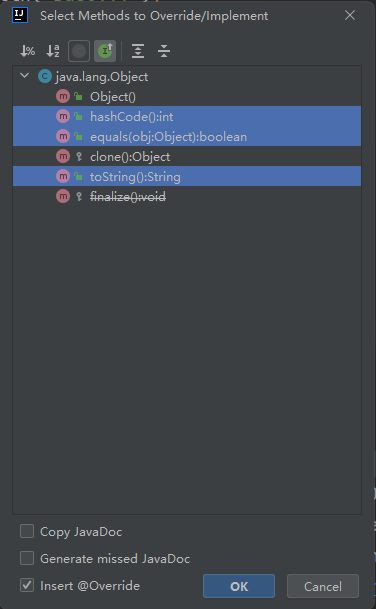 IJ
Select Methods to Override/Implement
java.lang.Object
Object()
hashCode():int
equals(obj:Object):boolean
clone():Object
toString():String
finalize():void
Copy JavaDoc
Generate missed JavaDoc
Insert @Override
OK
Cancel